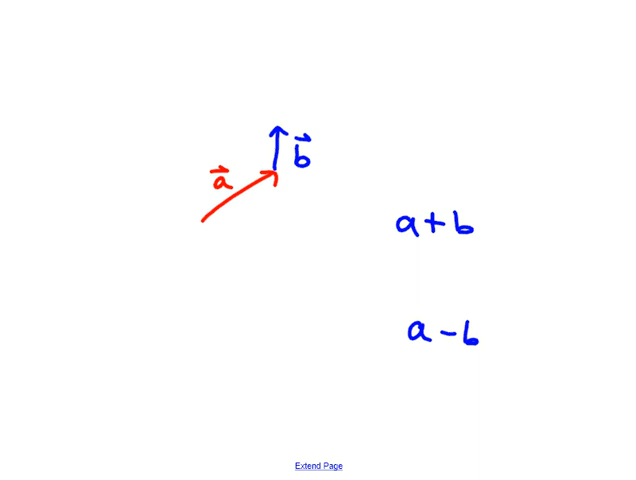 b⃗
a⃗
a + b
a - b
Extend Page